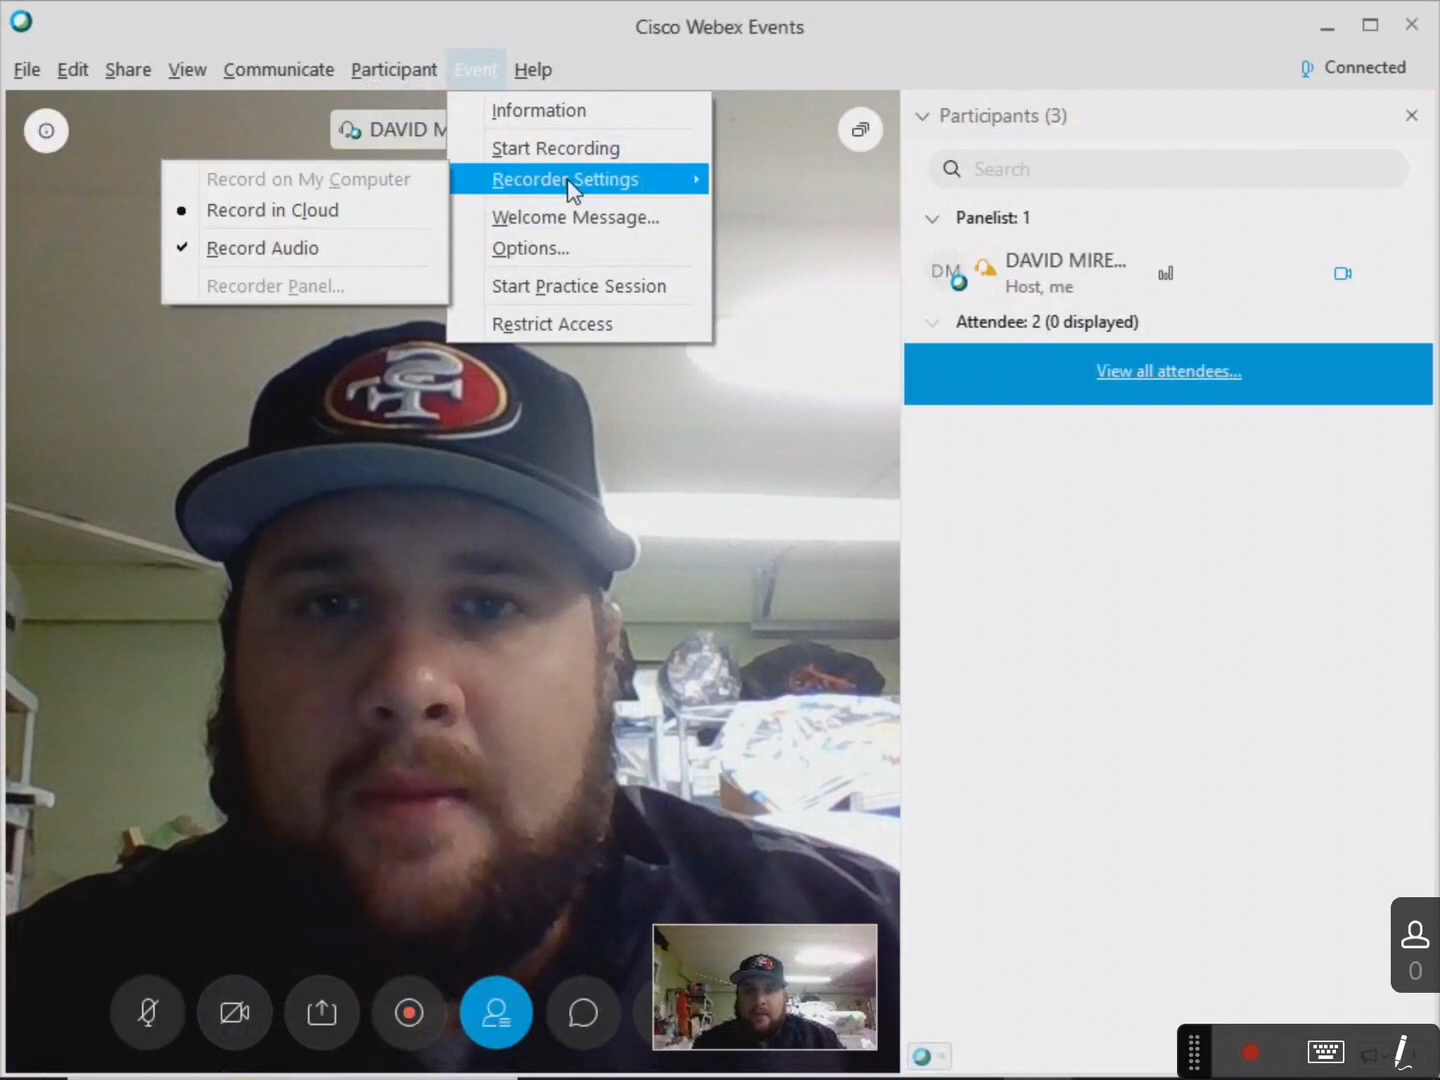 Cisco Webex Events
File Edit Share View Communicate Participant Event Help
Connected
DAVID M
Information
Start Recording
Recorder Settings
Welcome Message...
Options...
Start Practice Session
Restrict Access
Record on My Computer
Record in Cloud
Record Audio
Recorder Panel...
SF
Participants (3)
Search
Panelist: 1
DM
DAVID MIRE...
Host, me
Attendee: 2 (0 displayed)
View all attendees...
0